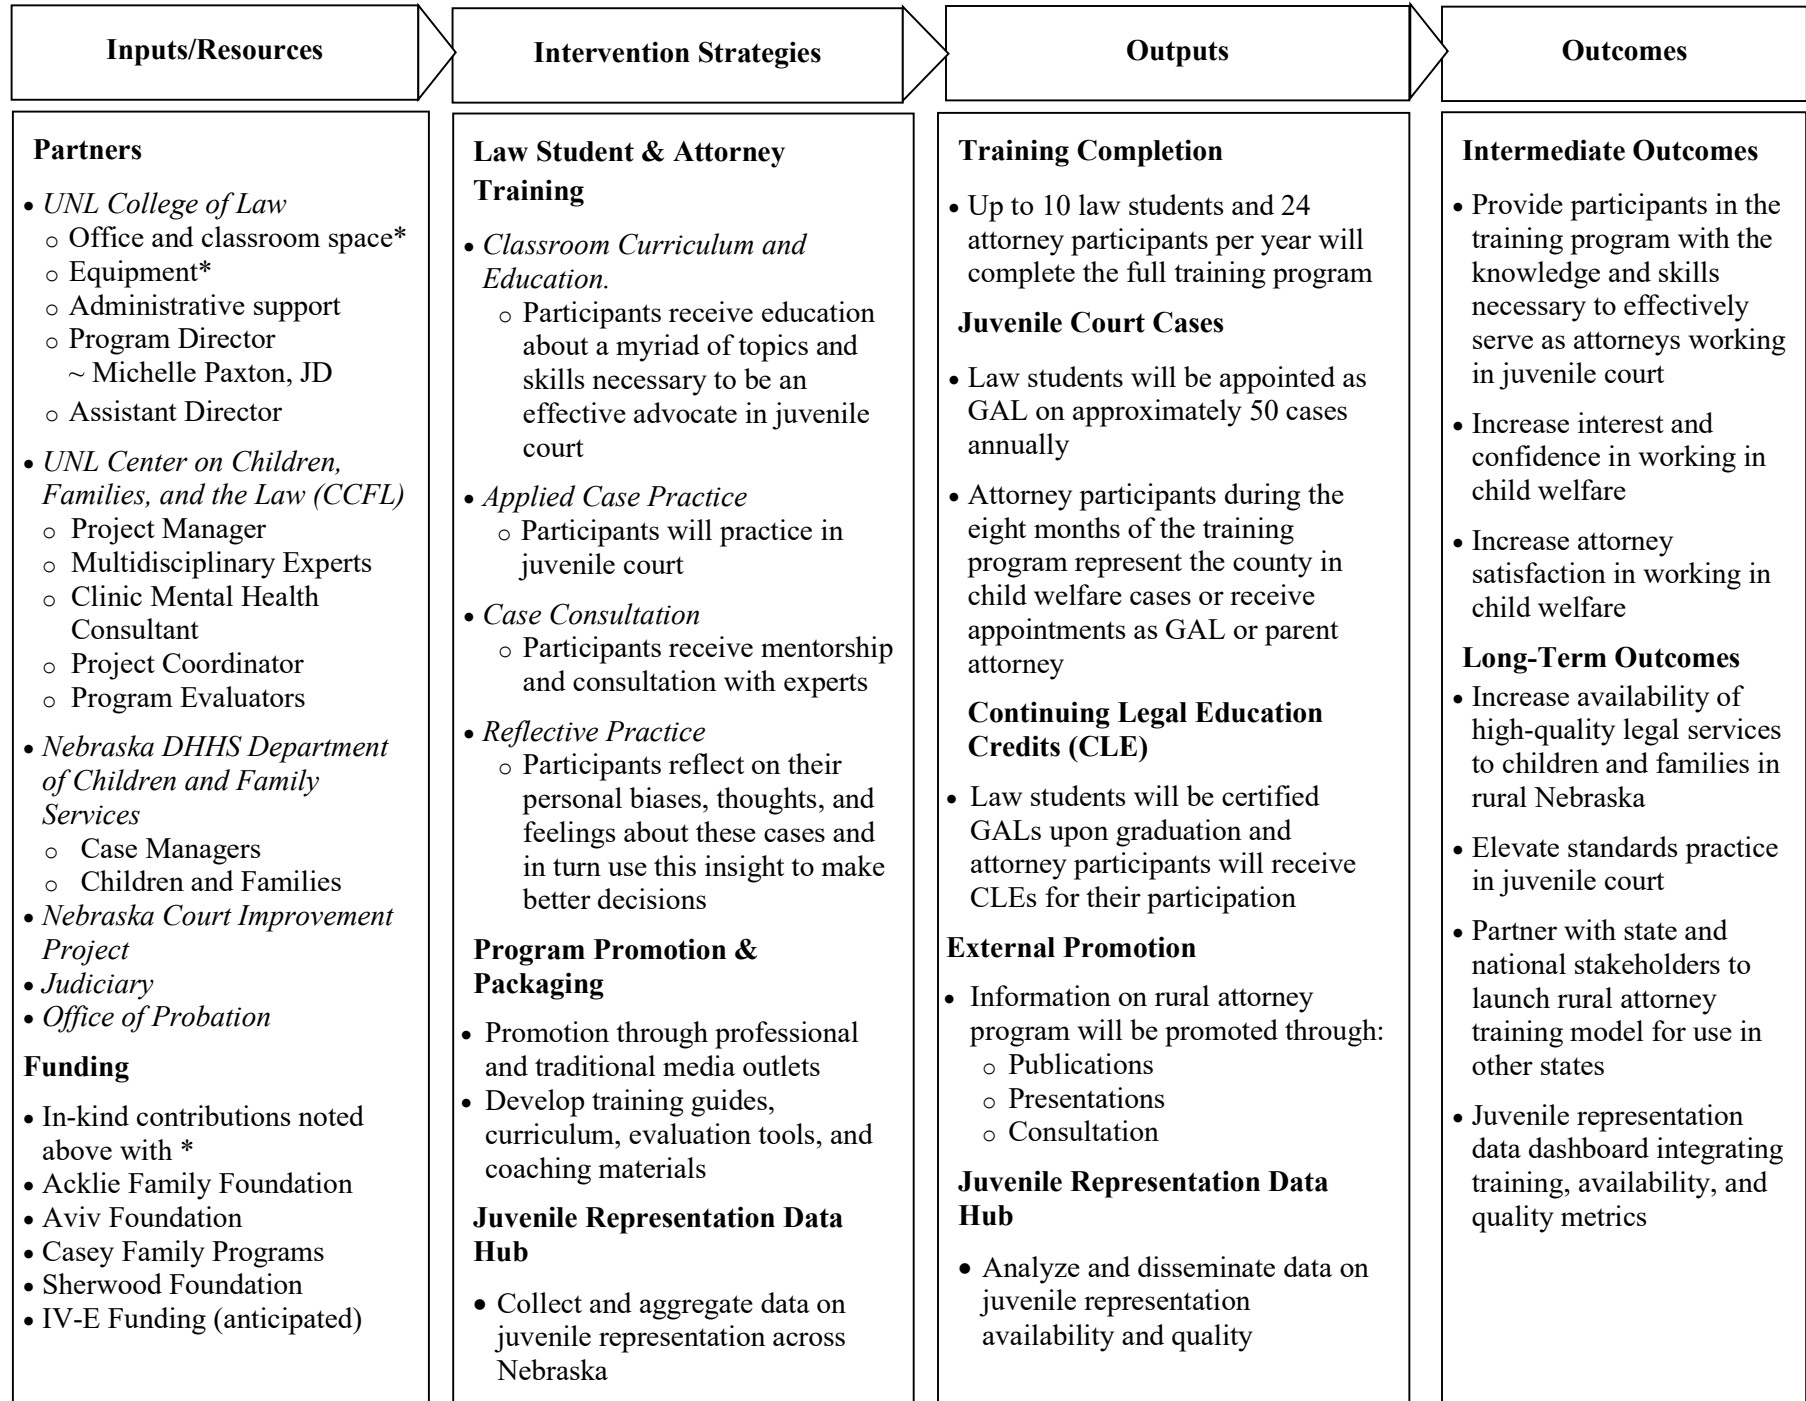 Inputs/Resources
Intervention Strategies
Outputs
Outcomes
Partners
• UNL College of Law
o Office and classroom space*
o Equipment*
o Administrative support
o Program Director
~ Michelle Paxton, JD
o Assistant Director
• UNL Center on Children,
Families, and the Law (CCFL)
o Project Manager
o Multidisciplinary Experts
o Clinic Mental Health
Consultant
o Project Coordinator
o Program Evaluators
• Nebraska DHHS Department
of Children and Family
Services
o Case Managers
o Children and Families
• Nebraska Court Improvement
Project
• Judiciary
• Office of Probation
Funding
• In-kind contributions noted
above with *
• Acklie Family Foundation
• Aviv Foundation
• Casey Family Programs
• Sherwood Foundation
• IV-E Funding (anticipated)
Law Student & Attorney
Training
• Classroom Curriculum and
Education.
o Participants receive education
about a myriad of topics and
skills necessary to be an
effective advocate in juvenile
court
• Applied Case Practice
o Participants will practice in
juvenile court
• Case Consultation
o Participants receive mentorship
and consultation with experts
• Reflective Practice
o Participants reflect on their
personal biases, thoughts, and
feelings about these cases and
in turn use this insight to make
better decisions
Program Promotion &
Packaging
• Promotion through professional
and traditional media outlets
• Develop training guides,
curriculum, evaluation tools, and
coaching materials
Juvenile Representation Data
Hub
• Collect and aggregate data on
juvenile representation across
Nebraska
Training Completion
• Up to 10 law students and 24
attorney participants per year will
complete the full training program
Juvenile Court Cases
• Law students will be appointed as
GAL on approximately 50 cases
annually
• Attorney participants during the
eight months of the training
program represent the county in
child welfare cases or receive
appointments as GAL or parent
attorney
Continuing Legal Education
Credits (CLE)
• Law students will be certified
GALs upon graduation and
attorney participants will receive
CLEs for their participation
External Promotion
• Information on rural attorney
program will be promoted through:
o Publications
o Presentations
o Consultation
Juvenile Representation Data
Hub
• Analyze and disseminate data on
juvenile representation
availability and quality
Intermediate Outcomes
• Provide participants in the
training program with the
knowledge and skills
necessary to effectively
serve as attorneys working
in juvenile court
• Increase interest and
confidence in working in
child welfare
• Increase attorney
satisfaction in working in
child welfare
Long-Term Outcomes
• Increase availability of
high-quality legal services
to children and families in
rural Nebraska
• Elevate standards practice
in juvenile court
• Partner with state and
national stakeholders to
launch rural attorney
training model for use in
other states
• Juvenile representation
data dashboard integrating
training, availability, and
quality metrics